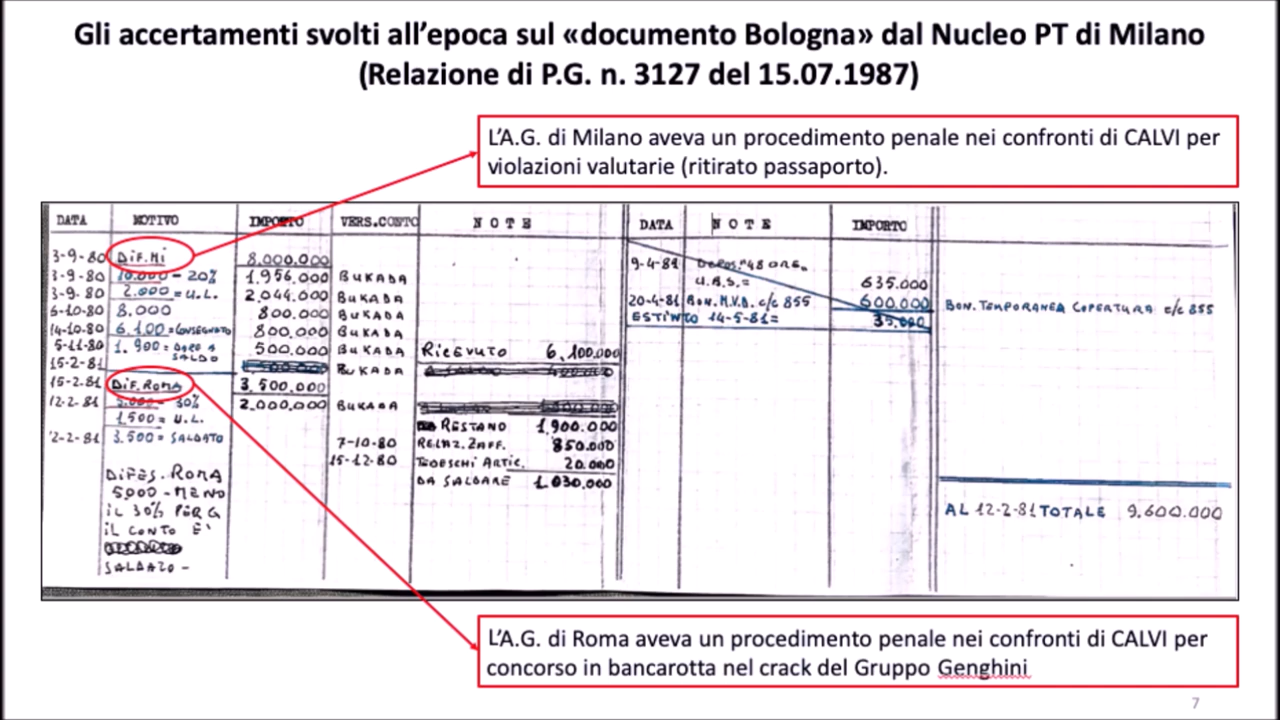 Gli accertamenti svolti all'epoca sul «documento Bologna» dal Nucleo PT di Milano
(Relazione di P.G. n. 3127 del 15.07.1987)
L'A.G. di Milano aveva un procedimento penale nei confronti di CALVI per
violazioni valutarie (ritirato passaporto).
DATA MOTIVO IMPORTO VERS.CONTO NOTE DATA NOTE IMPORTO
3-9-80 DIF.MI 8.000.000
3-9-80 10.000 = 20% 1.956.000 BUKADA
3-9-80 2.000 = U.L. 2.044.000 BUKADA
6-10-80 8.000 800.000 BUKADA
14-10-80 6.100 = CONSEGNATO 800.000 BUKADA
5-11-80 1.900 = DARE A SALDO 500.000 BUKADA RICEVUTO 6,100.000
15-2-81 BUKADA
15-2-81 DIF.ROMA 3,500.000
12-2-81 5.000 = 30% 2.000.000 BUKADA
1.500 = U.L. RESTANO 1,900.000
12-2-81 3.500 = SALDATO 7-10-80 RELAZ.ZAFF. 850.000
15-12-80 TEDESCHI ARTIC. 20.000
DA SALDARE 1.030.000
DIFES.ROMA
5000 - MENO
IL 30% PER G
IL CONTO E'
SALDATO -
9-4-81 DEPOS. 48 ORE.
U.B.S. = 635.000
20-4-81 BON.M.V.D. c/c 855 600.000 BON.TEMPORANEA COPERTURA c/c 855
ESTINTO 14-5-81 = 35.000
AL 12-2-81 TOTALE 9.600.000
L'A.G. di Roma aveva un procedimento penale nei confronti di CALVI per
concorso in bancarotta nel crack del Gruppo Genghini
7